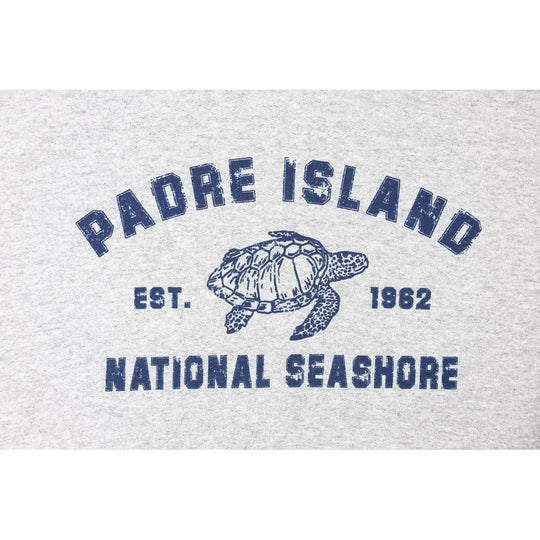 PADRE ISLAND
EST. 1962
NATIONAL SEASHORE